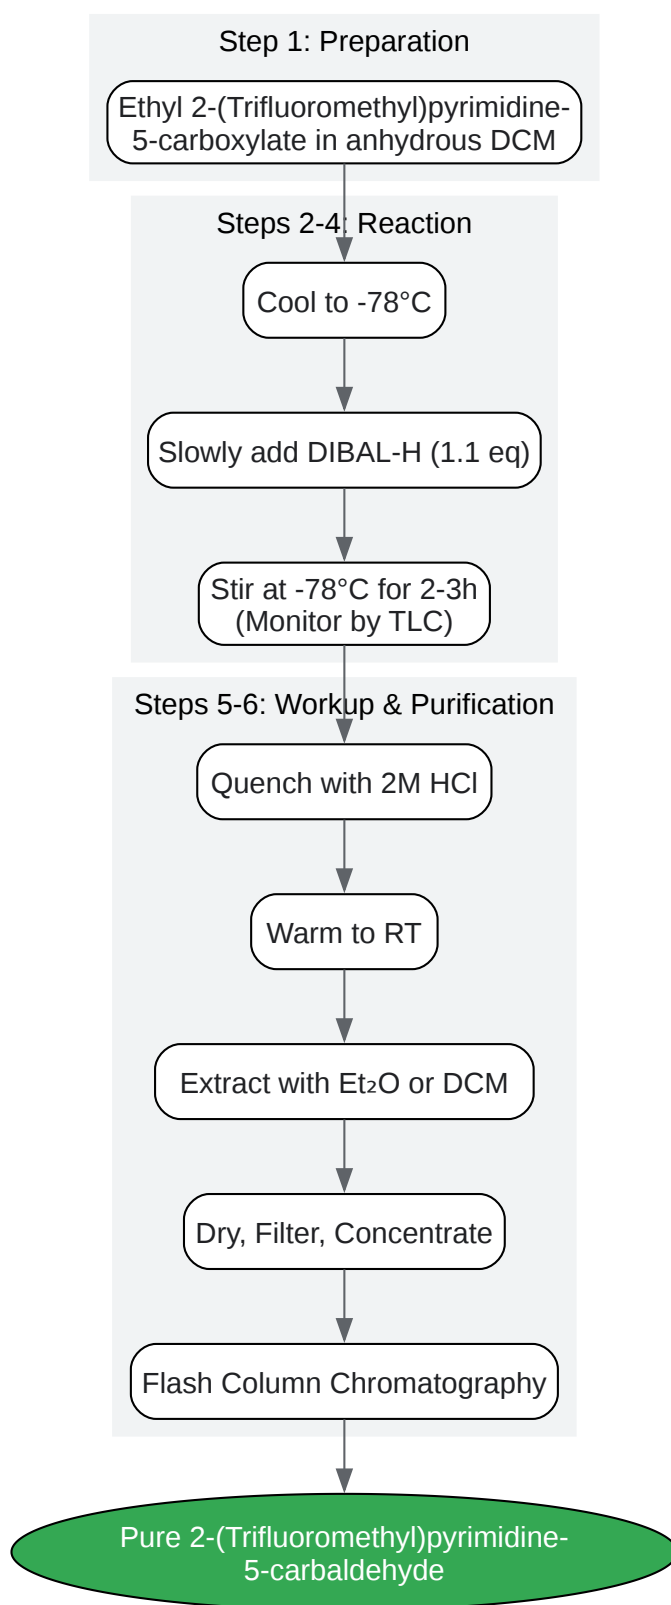 Step 1: Preparation
Ethyl 2-(Trifluoromethyl)pyrimidine-
5-carboxylate in anhydrous DCM
Steps 2-4: Reaction
Cool to -78°C
Slowly add DIBAL-H (1.1 eq)
Stir at -78°C for 2-3h
(Monitor by TLC)
Steps 5-6: Workup & Purification
Quench with 2M HCl
Warm to RT
Extract with Et₂O or DCM
Dry, Filter, Concentrate
Flash Column Chromatography
Pure 2-(Trifluoromethyl)pyrimidine-
5-carbaldehyde